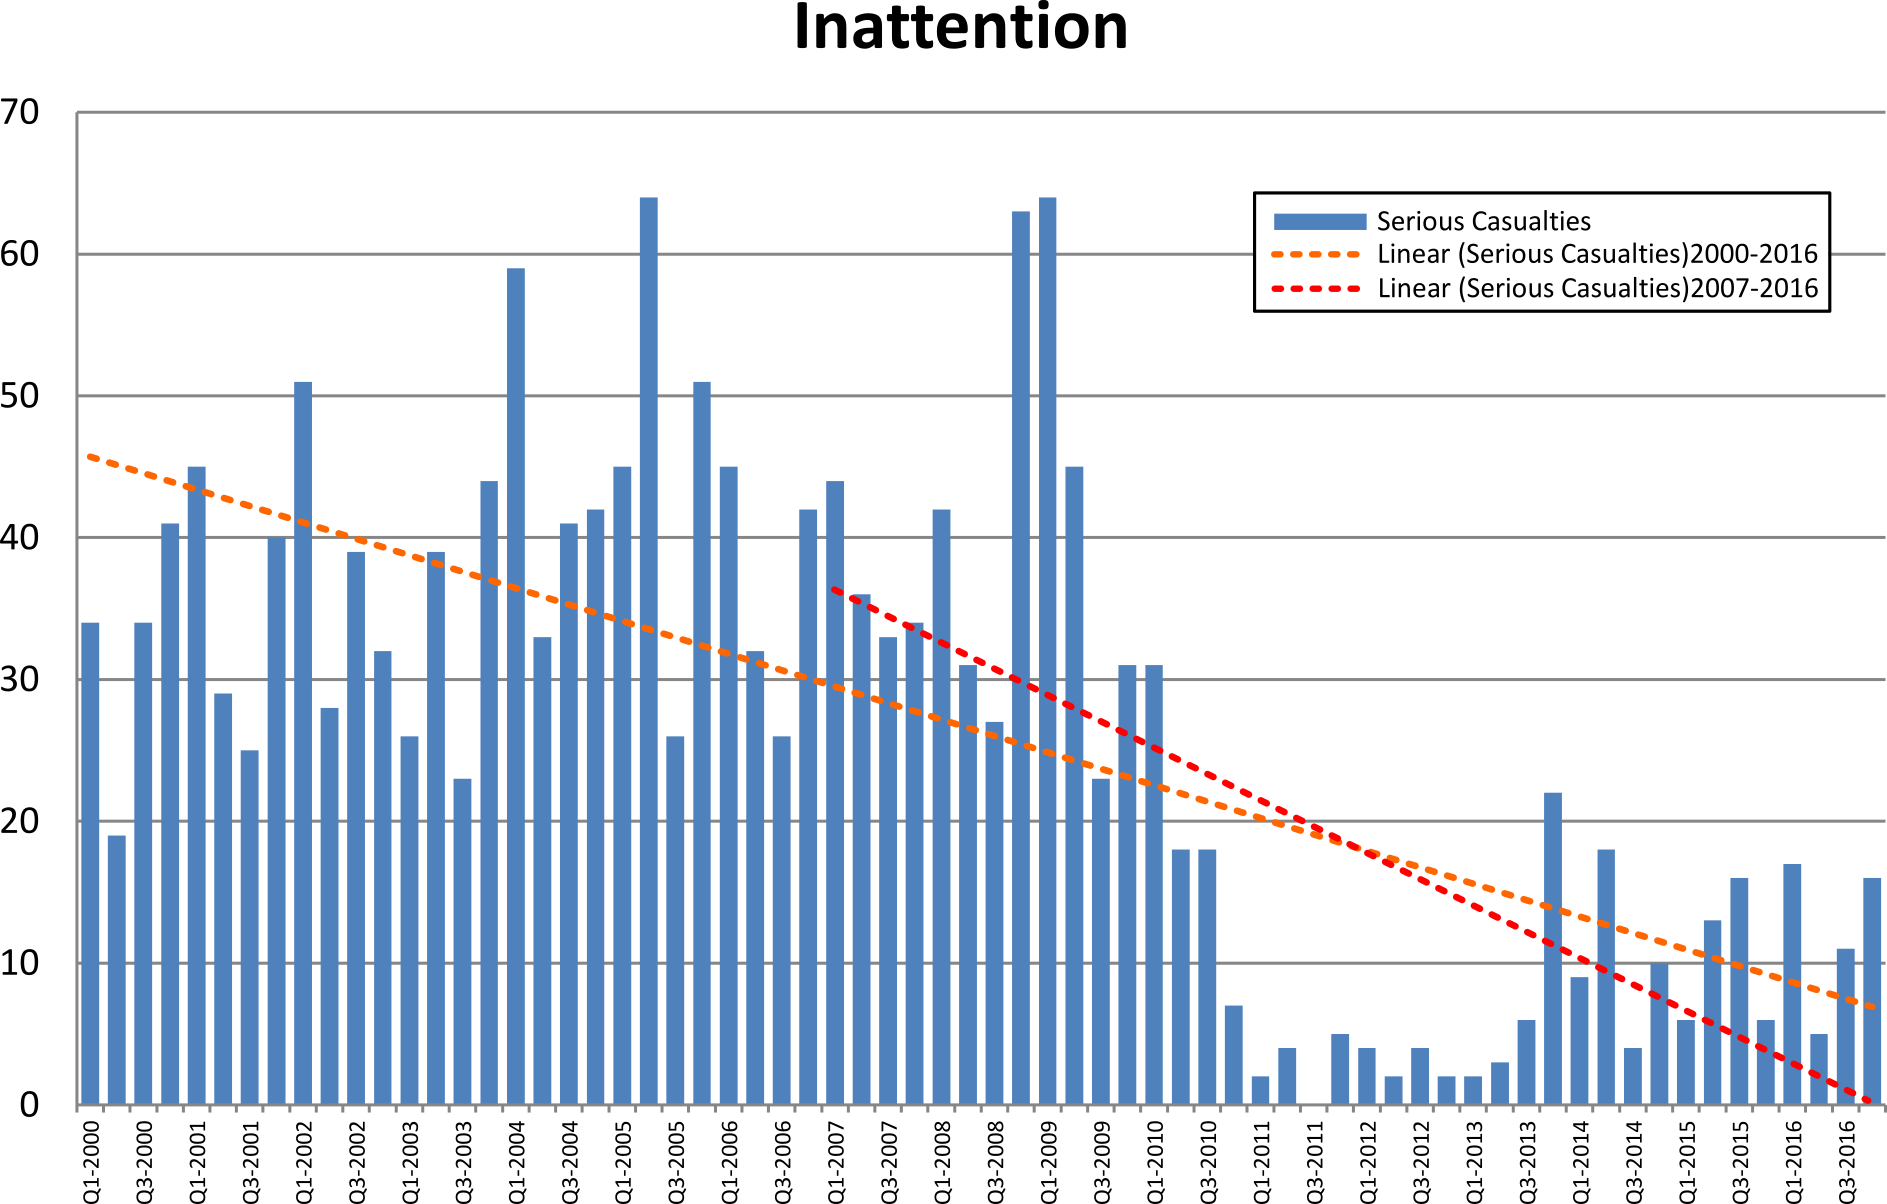 Inattention
70
60
50
40
30
20
10
0
Serious Casualties
Linear (Serious Casualties)2000-2016
Linear (Serious Casualties)2007-2016
Q1-2000
Q3-2000
Q1-2001
Q3-2001
Q1-2002
Q3-2002
Q1-2003
Q3-2003
Q1-2004
Q3-2004
Q1-2005
Q3-2005
Q1-2006
Q3-2006
Q1-2007
Q3-2007
Q1-2008
Q3-2008
Q1-2009
Q3-2009
Q1-2010
Q3-2010
Q1-2011
Q3-2011
Q1-2012
Q3-2012
Q1-2013
Q3-2013
Q1-2014
Q3-2014
Q1-2015
Q3-2015
Q1-2016
Q3-2016